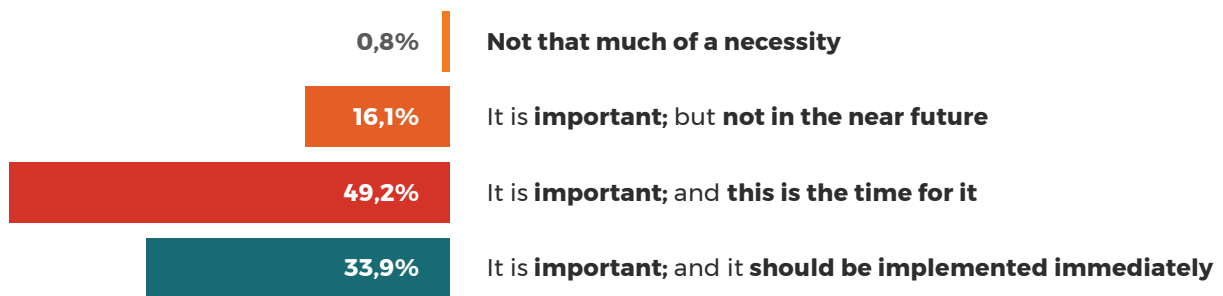 0,8% Not that much of a necessity
16,1% It is important; but not in the near future
49,2% It is important; and this is the time for it
33,9% It is important; and it should be implemented immediately